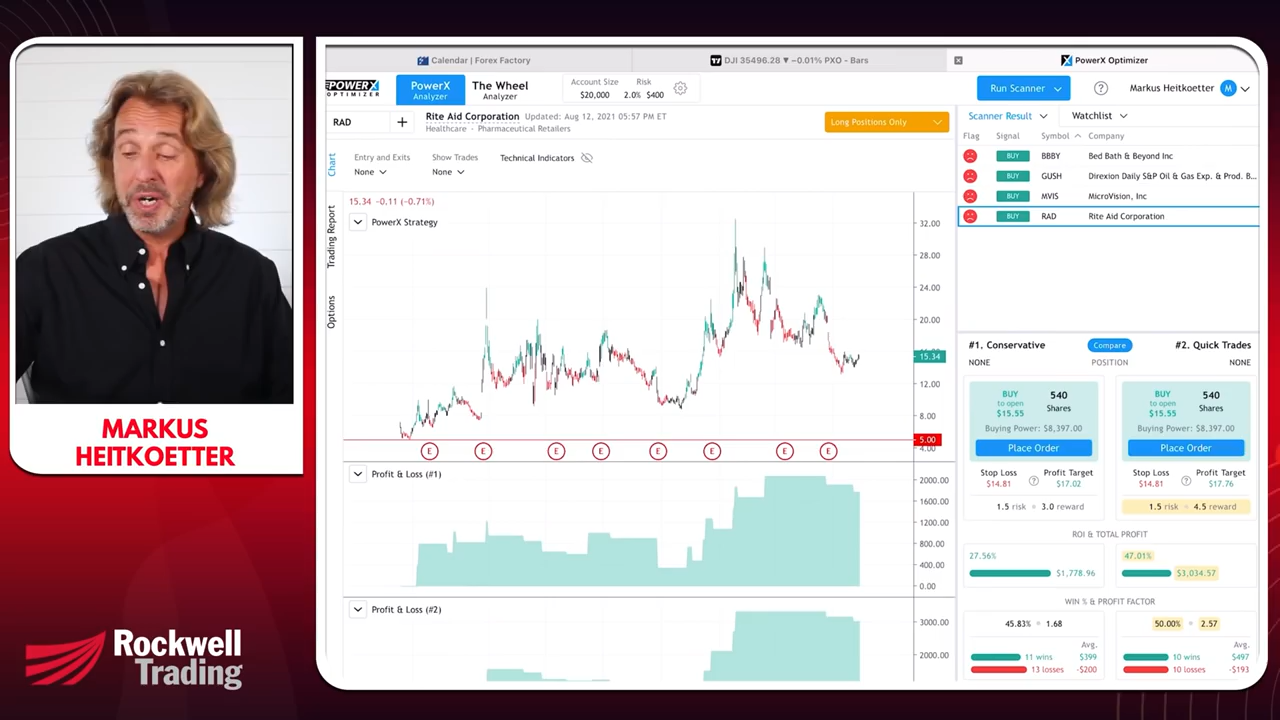 Calendar | Forex Factory
DJI 35496.28 ▼ −0.01% PXO - Bars
PowerX Optimizer
POWERX
OPTIMIZER
PowerX
Analyzer
The Wheel
Analyzer
Account Size
$20,000
Risk
2.0% $400
Run Scanner
Markus Heitkoetter
M
RAD
Rite Aid Corporation Updated: Aug 12, 2021 05:57 PM ET
Healthcare · Pharmaceutical Retailers
Long Positions Only
Scanner Result
Watchlist
Flag Signal Symbol Company
BUY BBBY Bed Bath & Beyond Inc
BUY GUSH Direxion Daily S&P Oil & Gas Exp. & Prod. B...
BUY MVIS MicroVision, Inc
BUY RAD Rite Aid Corporation
Chart
Trading Report
Options
Entry and Exits
None
Show Trades
None
Technical Indicators
15.34 −0.11 (−0.71%)
PowerX Strategy
32.00
28.00
24.00
20.00
15.34
12.00
8.00
5.00
4.00
E E E E E E E E
Profit & Loss (#1)
2000.00
1600.00
1200.00
800.00
400.00
0.00
Profit & Loss (#2)
3000.00
2000.00
#1. Conservative
Compare
#2. Quick Trades
NONE
POSITION
NONE
BUY
to open
$15.55
540
Shares
Buying Power: $8,397.00
Place Order
Stop Loss
$14.81
Profit Target
$17.02
1.5 risk 3.0 reward
BUY
to open
$15.55
540
Shares
Buying Power: $8,397.00
Place Order
Stop Loss
$14.81
Profit Target
$17.76
1.5 risk 4.5 reward
ROI & TOTAL PROFIT
27.56%
$1,778.96
47.01%
$3,034.57
WIN % & PROFIT FACTOR
45.83% 1.68
50.00% 2.57
Avg.
11 wins $399
13 losses -$200
Avg.
10 wins $497
10 losses -$193
MARKUS
HEITKOETTER
Rockwell
Trading